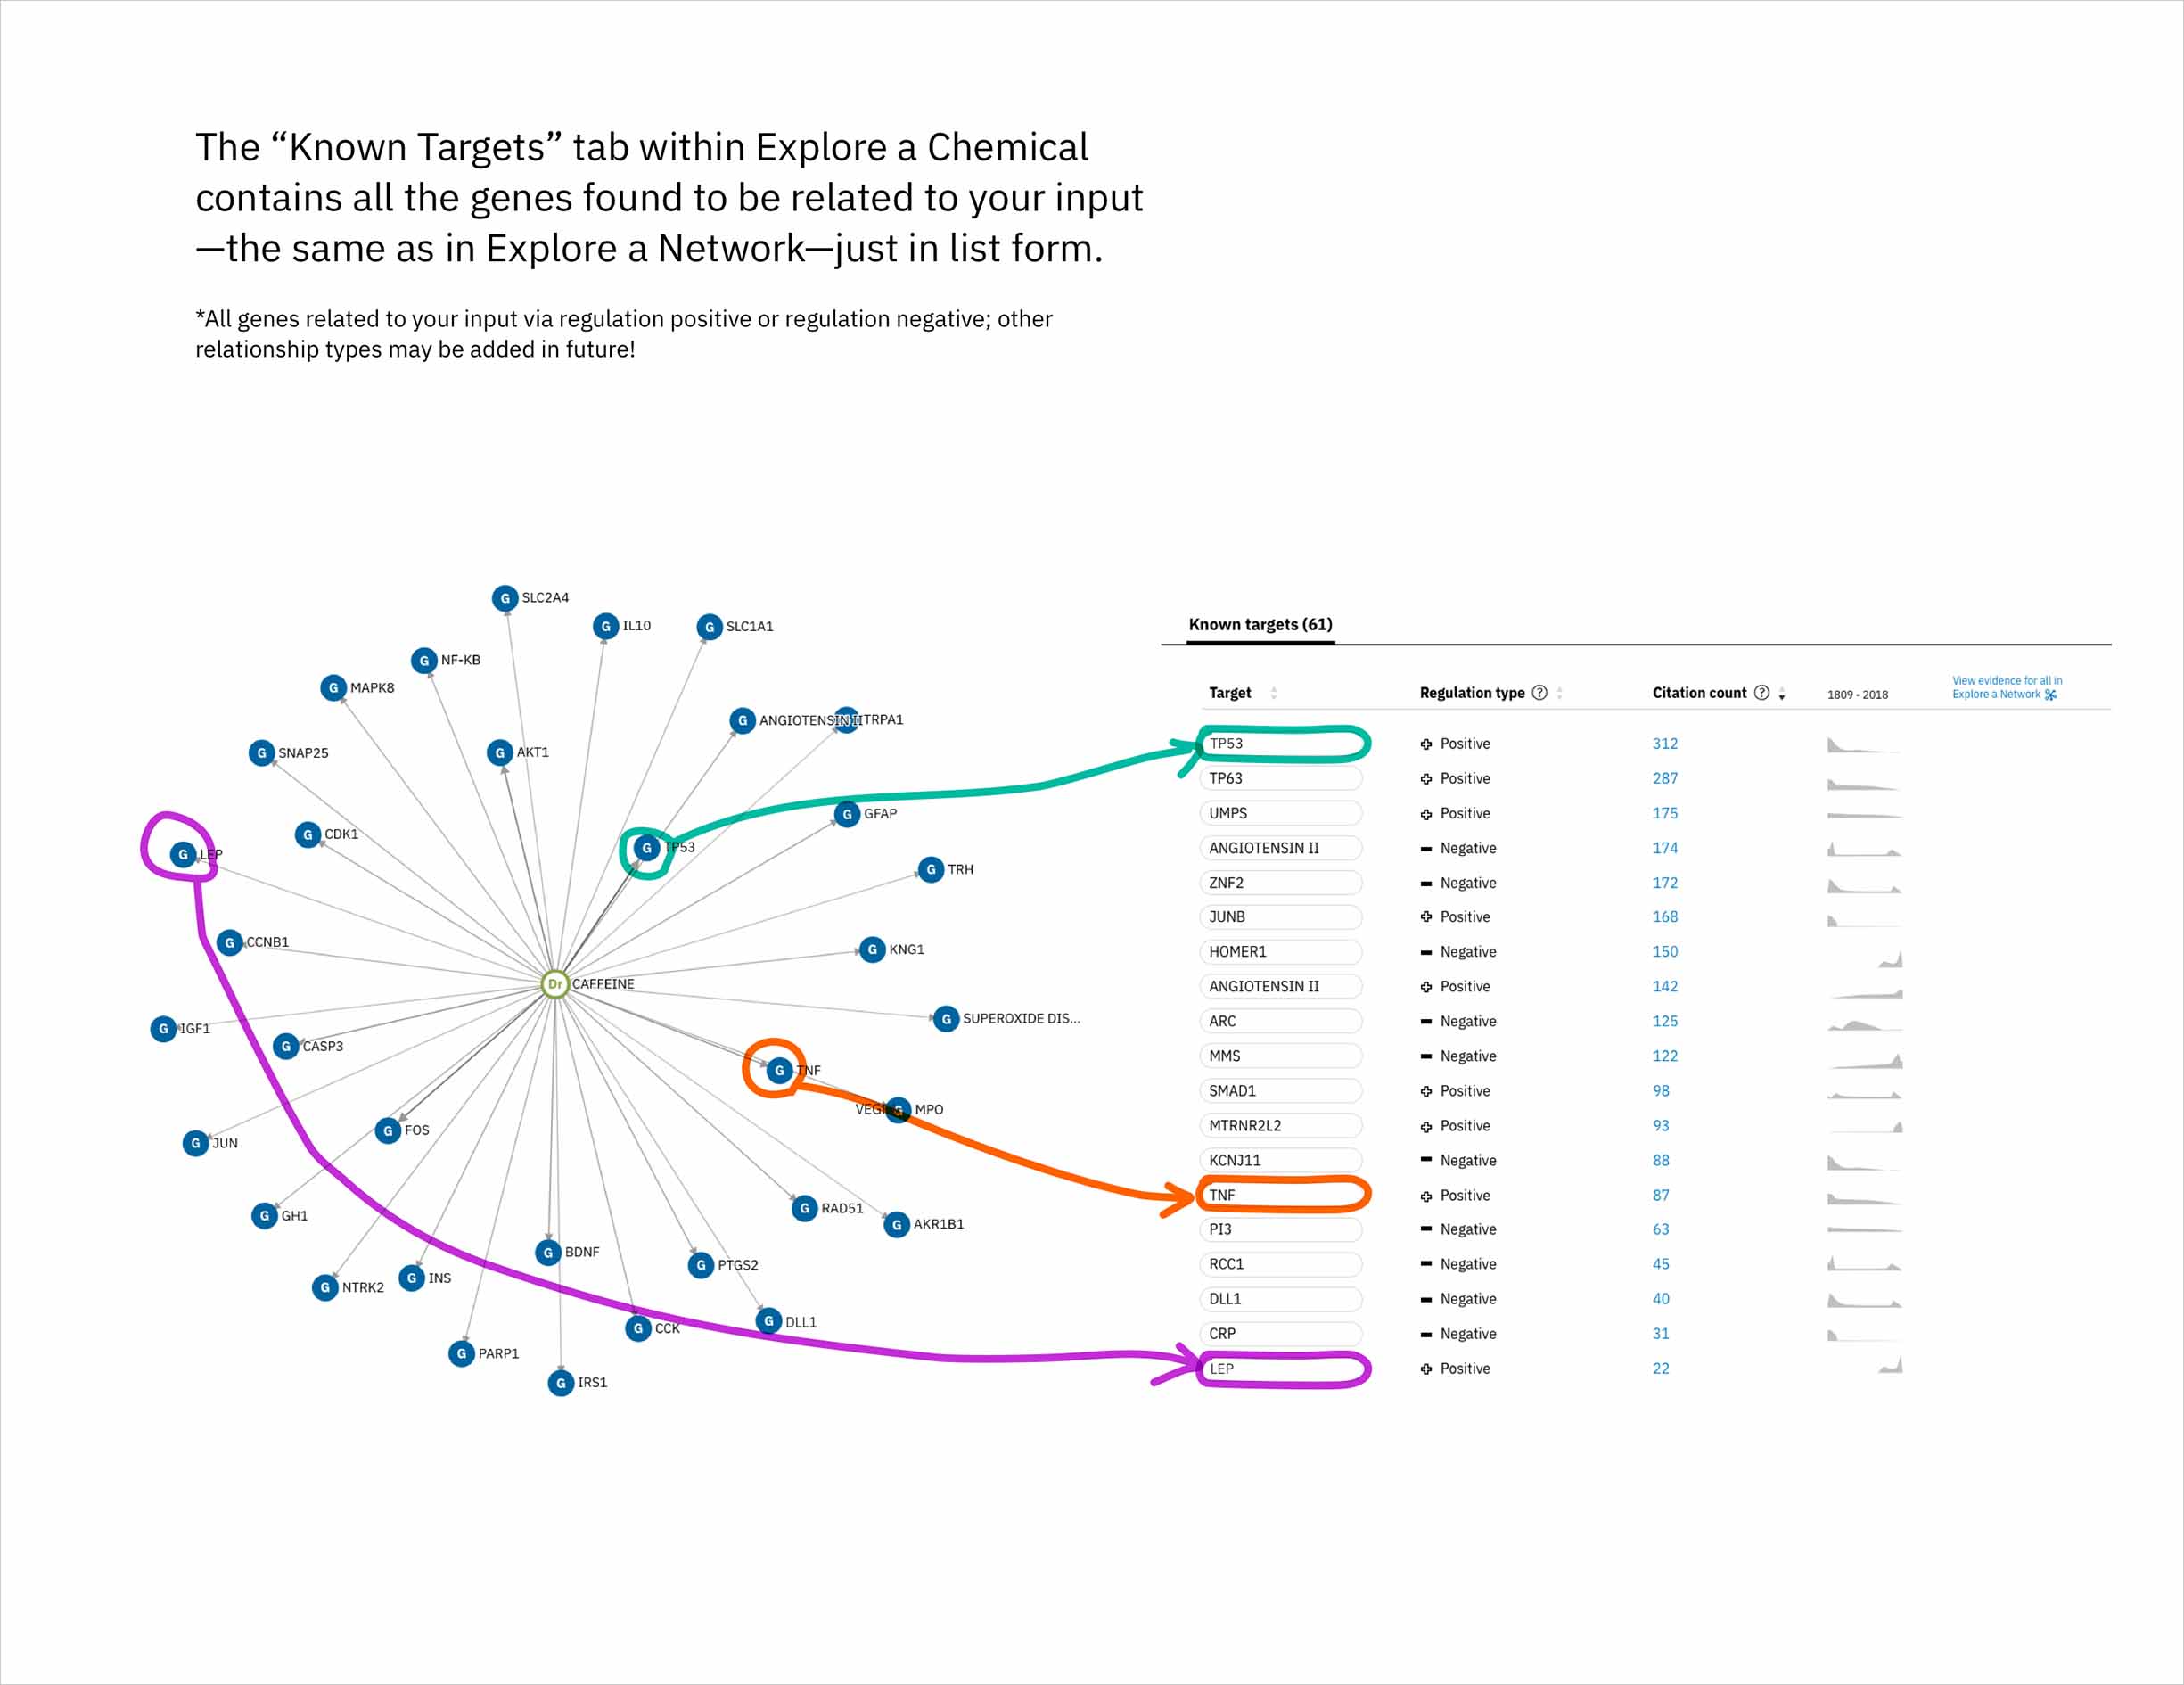 The “Known Targets” tab within Explore a Chemical
contains all the genes found to be related to your input
—the same as in Explore a Network—just in list form.
*All genes related to your input via regulation positive or regulation negative; other
relationship types may be added in future!
G SLC2A4
G IL10
G SLC1A1
G NF-KB
G MAPK8
G ANGIOTENSIN II
TRPA1
G SNAP25
G AKT1
G GFAP
G CDK1
G TP53
G LEP
G TRH
G CCNB1
G KNG1
Dr CAFFEINE
G SUPEROXIDE DIS...
G IGF1
G CASP3
G TNF
G MPO
G FOS
G JUN
G RAD51
G GH1
G AKR1B1
G BDNF
G PTGS2
G INS
G NTRK2
G DLL1
G CCK
G PARP1
G IRS1
Known targets (61)
Target Regulation type ? Citation count ? 1809 - 2018
View evidence for all in
Explore a Network
TP53 Positive 312
TP63 Positive 287
UMPS Positive 175
ANGIOTENSIN II Negative 174
ZNF2 Negative 172
JUNB Positive 168
HOMER1 Negative 150
ANGIOTENSIN II Positive 142
ARC Negative 125
MMS Negative 122
SMAD1 Positive 98
MTRNR2L2 Positive 93
KCNJ11 Negative 88
TNF Positive 87
PI3 Negative 63
RCC1 Negative 45
DLL1 Negative 40
CRP Negative 31
LEP Positive 22